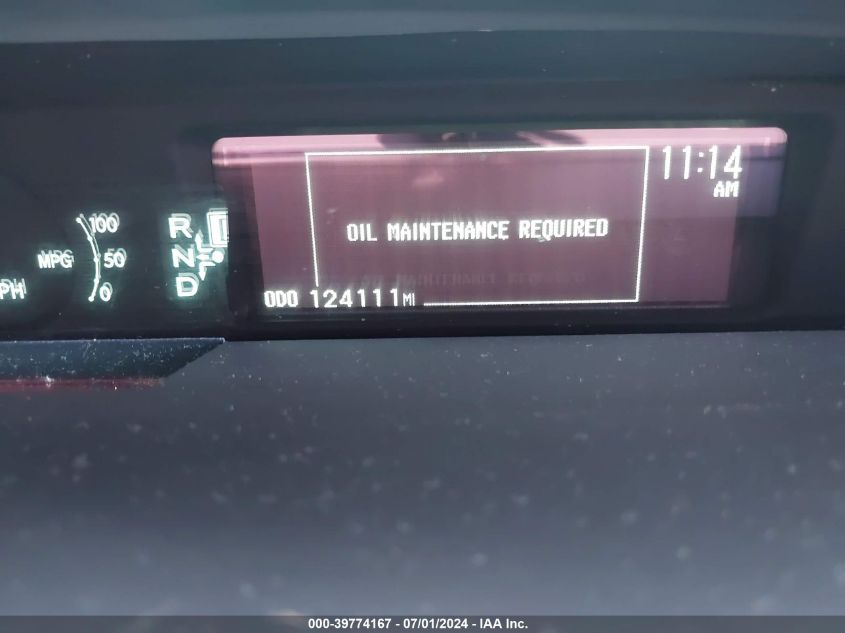 11:14
AM
100
MPG 50
0
PH
R
N
D
OIL MAINTENANCE REQUIRED
ODO 124111 MI
000-39774167 - 07/01/2024 - IAA Inc.